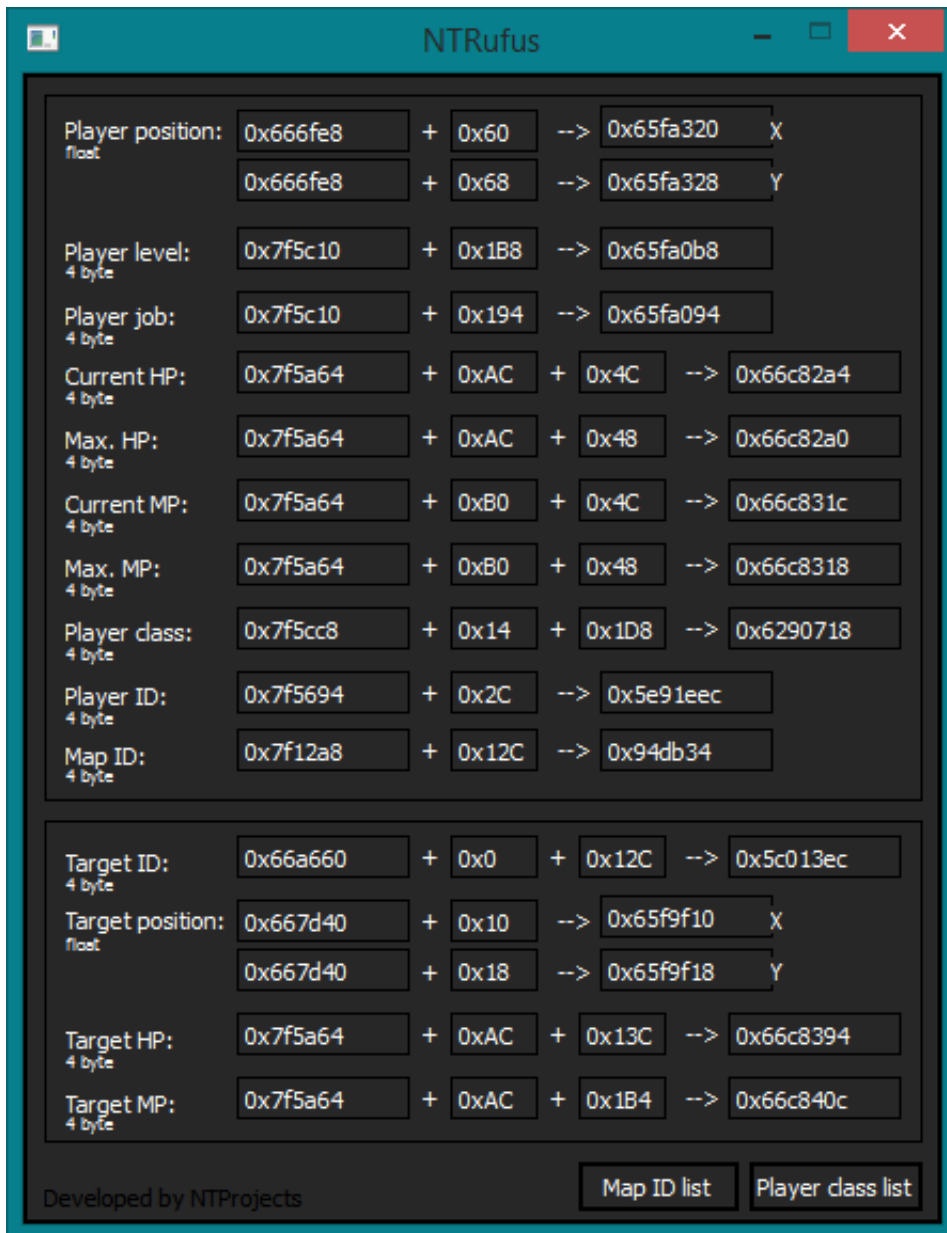 NTRufus
Player position: 0x666fe8 + 0x60 --> 0x65fa320 X
float
0x666fe8 + 0x68 --> 0x65fa328 Y
Player level: 0x7f5c10 + 0x1B8 --> 0x65fa0b8
4 byte
Player job: 0x7f5c10 + 0x194 --> 0x65fa094
4 byte
Current HP: 0x7f5a64 + 0xAC + 0x4C --> 0x66c82a4
4 byte
Max. HP: 0x7f5a64 + 0xAC + 0x48 --> 0x66c82a0
4 byte
Current MP: 0x7f5a64 + 0xB0 + 0x4C --> 0x66c831c
4 byte
Max. MP: 0x7f5a64 + 0xB0 + 0x48 --> 0x66c8318
4 byte
Player class: 0x7f5cc8 + 0x14 + 0x1D8 --> 0x6290718
4 byte
Player ID: 0x7f5694 + 0x2C --> 0x5e91eec
4 byte
Map ID: 0x7f12a8 + 0x12C --> 0x94db34
4 byte
Target ID: 0x66a660 + 0x0 + 0x12C --> 0x5c013ec
4 byte
Target position: 0x667d40 + 0x10 --> 0x65f9f10 X
float
0x667d40 + 0x18 --> 0x65f9f18 Y
Target HP: 0x7f5a64 + 0xAC + 0x13C --> 0x66c8394
4 byte
Target MP: 0x7f5a64 + 0xAC + 0x1B4 --> 0x66c840c
4 byte
Developed by NTProjects Map ID list Player class list